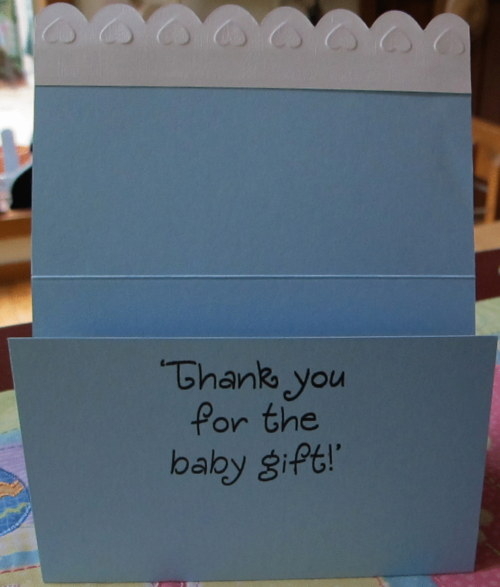 'Thank you
for the
baby gift!'